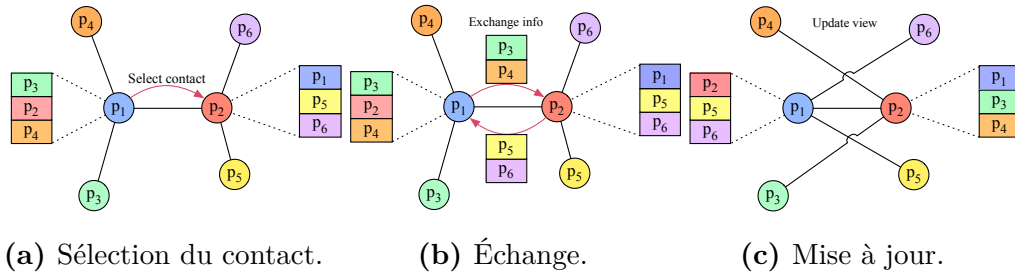 p4
p6
Select contact
p3
p2
p4
p1
p2
p1
p5
p6
p3
p5
(a) Sélection du contact.
Exchange info
p4
p3
p4
p6
p3
p2
p4
p1
p2
p1
p5
p6
p5
p6
p3
p5
(b) Échange.
Update view
p4
p6
p2
p5
p6
p1
p2
p1
p3
p4
p3
p5
(c) Mise à jour.